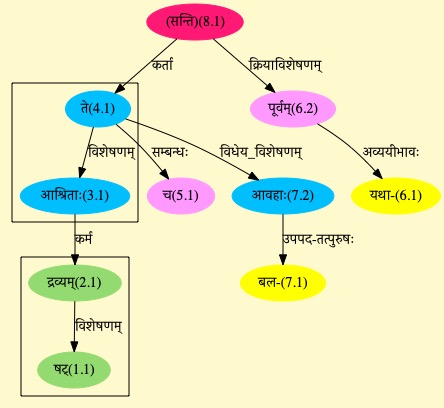 (सन्ति)(8.1)
कर्ता
क्रियाविशेषणम्
ते(4.1)
पूर्वम्(6.2)
विशेषणम्
सम्बन्धः
विधेय_विशेषणम्
अव्ययीभावः
आश्रिताः(3.1)
च(5.1)
आवहाः(7.2)
यथा-(6.1)
कर्म
उपपद-तत्पुरुषः
द्रव्यम्(2.1)
बल-(7.1)
विशेषणम्
षट्(1.1)